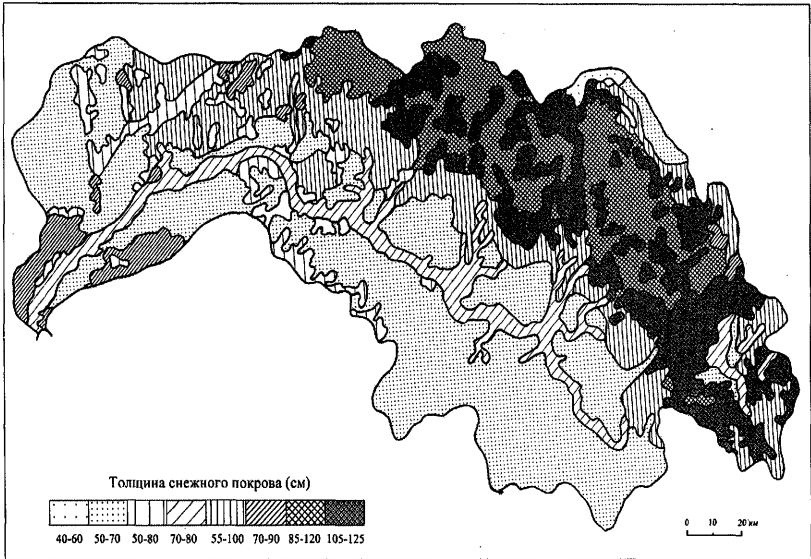 Толщина снежного покрова (см)
40-60 50-70 50-80 70-80 55-100 70-90 85-120 105-125
0 10 20 км